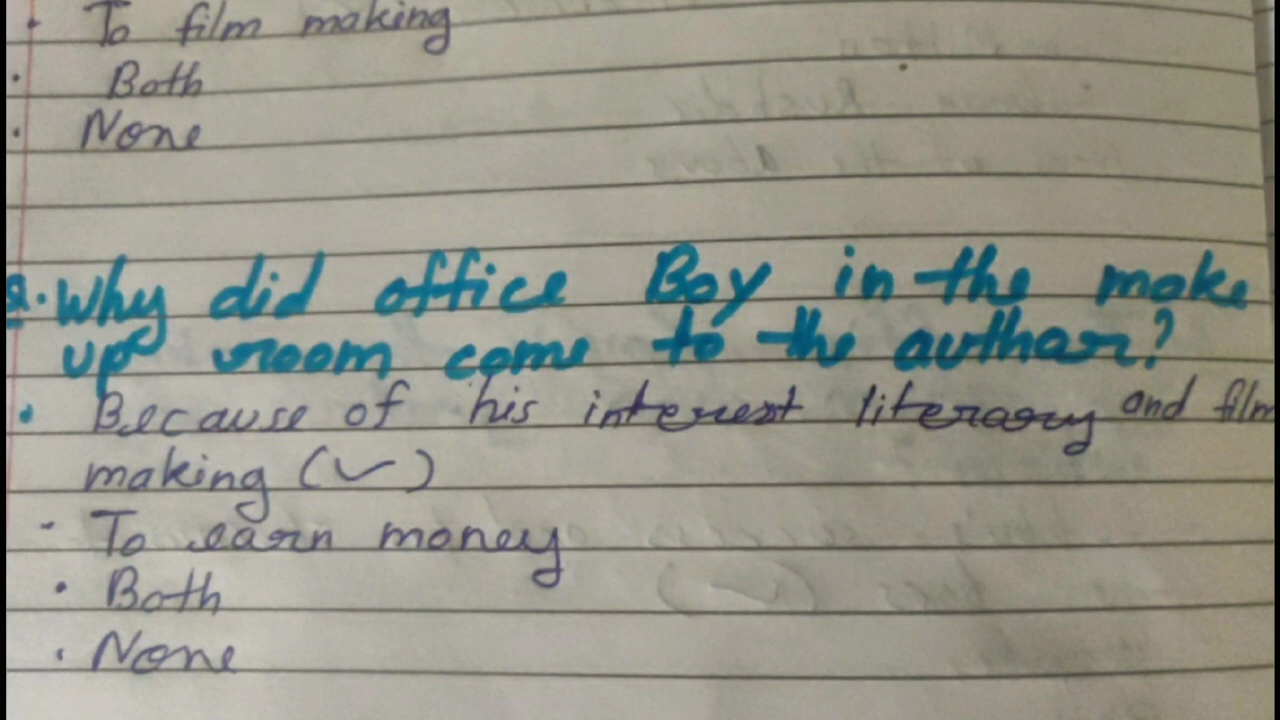 • To film making
• Both
• None
Q. Why did office Boy in the make
up room come to the author?
• Because of his interest literary and film
making (✓)
- To earn money
• Both
• None